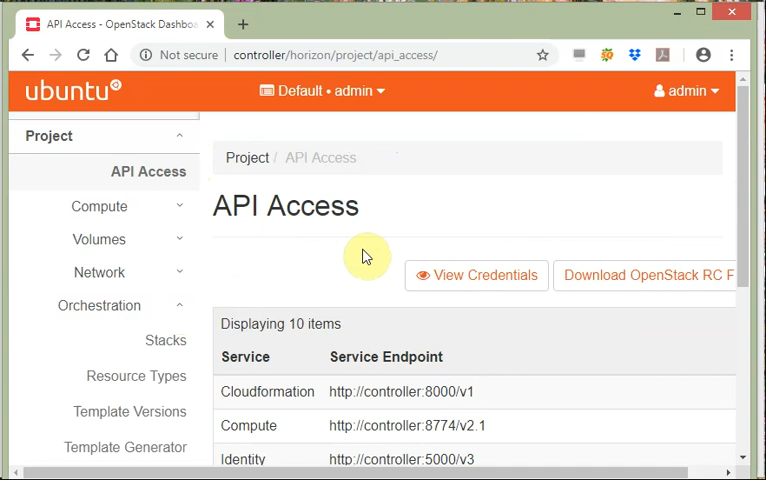 API Access - OpenStack Dashboa
Not secure
controller/horizon/project/api_access/
ubuntu
Default • admin
admin
Project
API Access
Compute
Volumes
Network
Orchestration
Stacks
Resource Types
Template Versions
Template Generator
Project / API Access
API Access
View Credentials
Download OpenStack RC F
Displaying 10 items
Service Service Endpoint
Cloudformation http://controller:8000/v1
Compute http://controller:8774/v2.1
Identity http://controller:5000/v3